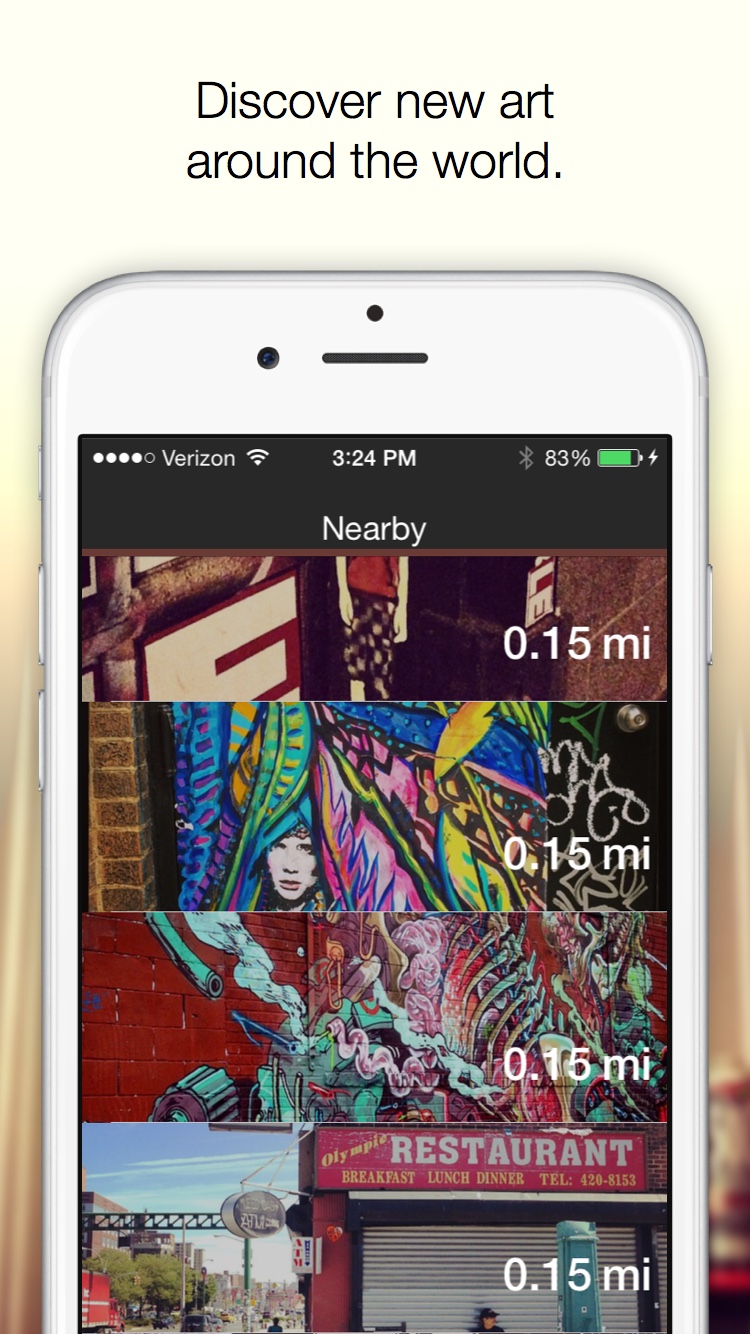 Discover new art
around the world.
Verizon 3:24 PM 83%
Nearby
0.15 mi
0.15 mi
0.15 mi
Olympic RESTAURANT
BREAKFAST LUNCH DINNER TEL: 420-8153
ATM
0.15 mi